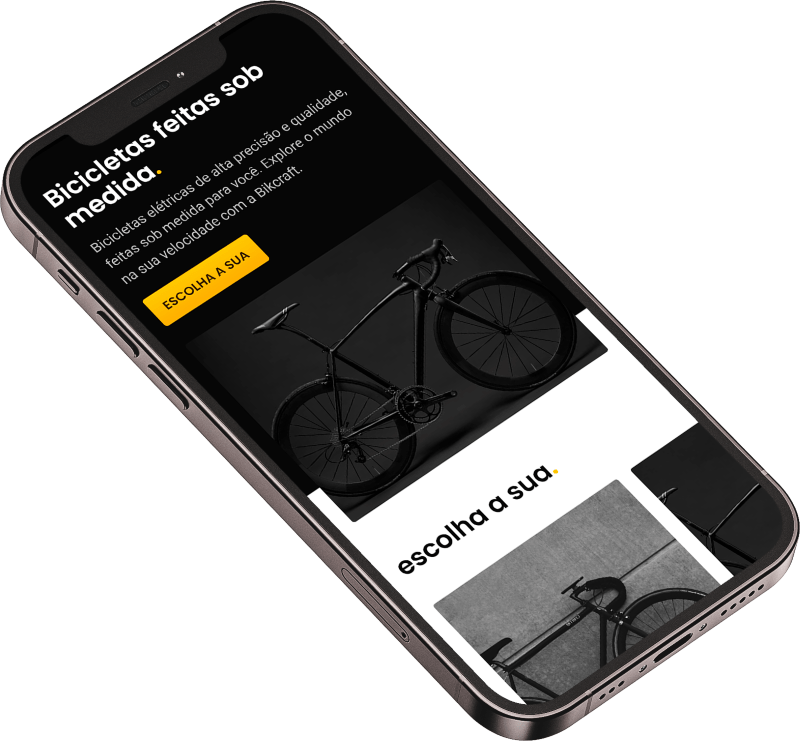 Bicicletas feitas sob
medida.
Bicicletas elétricas de alta precisão e qualidade,
feitas sob medida para você. Explore o mundo
na sua velocidade com a Bikcraft.
ESCOLHA A SUA
escolha a sua.